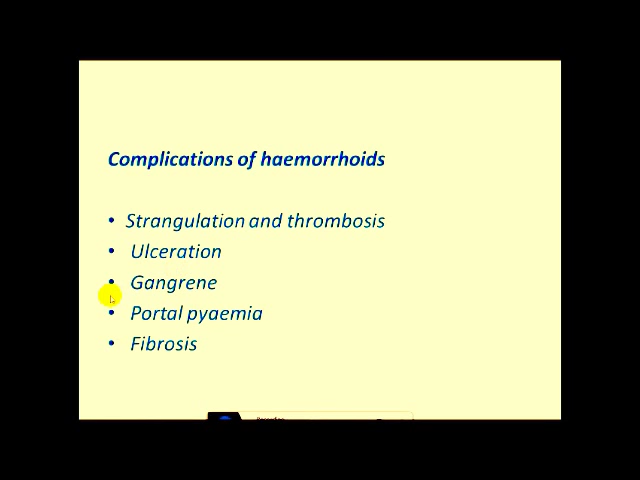 Complications of haemorrhoids
• Strangulation and thrombosis
• Ulceration
• Gangrene
• Portal pyaemia
• Fibrosis